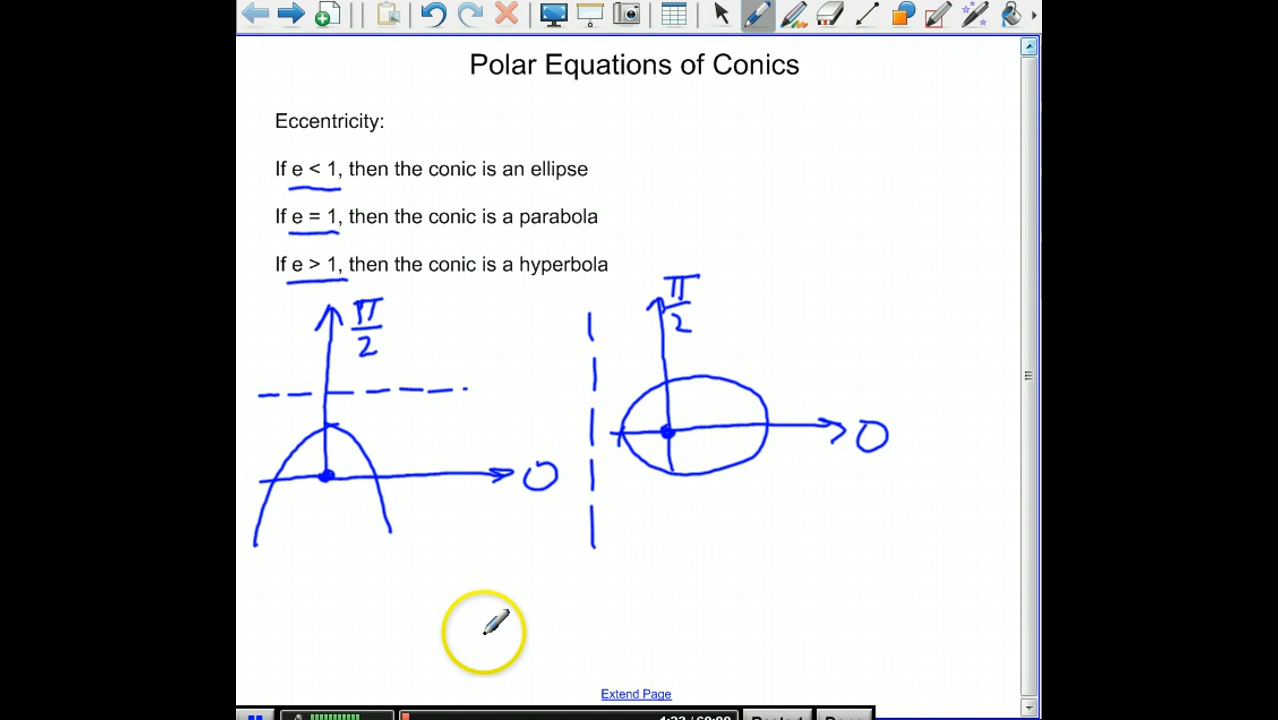 Polar Equations of Conics
Eccentricity:
If e < 1, then the conic is an ellipse
If e = 1, then the conic is a parabola
If e > 1, then the conic is a hyperbola
π/2
0
π/2
0
Extend Page